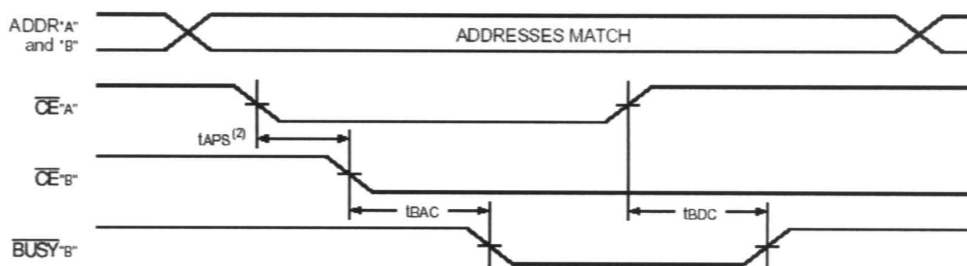 ADDR"A"
and "B"
ADDRESSES MATCH
CE"A"
tAPS(2)
CE"B"
tBAC
tBDC
BUSY"B"